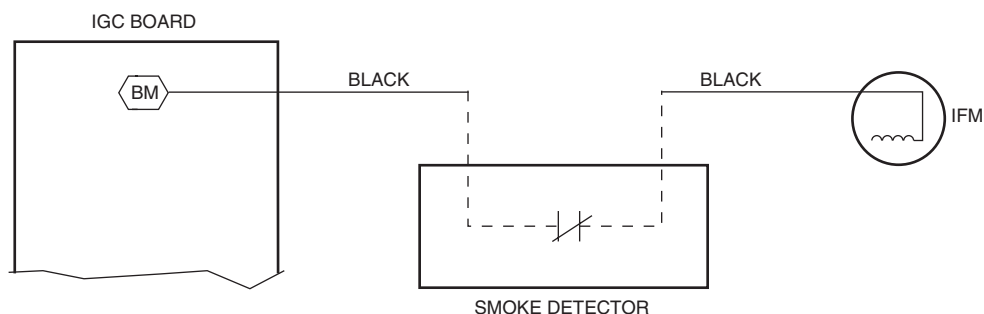 IGC BOARD
BM
BLACK
BLACK
IFM
SMOKE DETECTOR